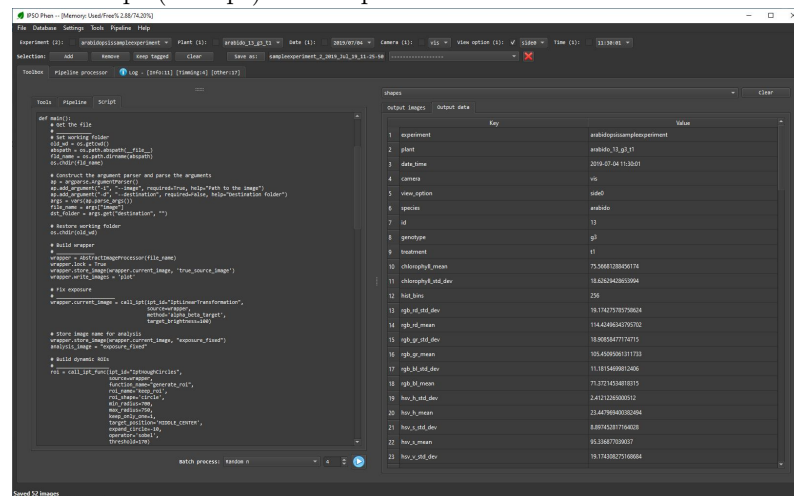 IPSO Phen -- [Memory: Used/Free% 2.88/74.20%]
File Database Settings Tools Pipeline Help
Experiment (2): arabidopsissampleexperiment Plant (1): arabido_13_g3_t1 Date (1): 2019/07/04 Camera (1): vis View option (1): side0 Time (1): 11:30:01
Selection: Add Remove Keep tagged Clear Save as: sampleexperiment_2_2019_Jul_19_11-25-50 -----------------
Toolbox Pipeline processor Log - [Info:11] [Timming:4] [Other:17]
Tools Pipeline Script
def main():
# Get the file
# ____________
# Set working folder
old_wd = os.getcwd()
abspath = os.path.abspath(__file__)
fld_name = os.path.dirname(abspath)
os.chdir(fld_name)
# Construct the argument parser and parse the arguments
ap = argparse.ArgumentParser()
ap.add_argument("-i", "--image", required=True, help="Path to the image")
ap.add_argument("-d", "--destination", required=False, help="Destination folder")
args = vars(ap.parse_args())
file_name = args["image"]
dst_folder = args.get("destination", "")
# Restore working folder
os.chdir(old_wd)
# Build wrapper
# _____________
wrapper = AbstractImageProcessor(file_name)
wrapper.lock = True
wrapper.store_image(wrapper.current_image, 'true_source_image')
wrapper.write_images = 'plot'
# Fix exposure
# ____________________
wrapper.current_image = call_ipt(ipt_id="IptLinearTransformation",
source=wrapper,
method='alpha_beta_target',
target_brightness=100)
# Store image name for analysis
wrapper.store_image(wrapper.current_image, "exposure_fixed")
analysis_image = "exposure_fixed"
# Build dynamic ROIs
# __________________
roi = call_ipt_func(ipt_id="IptHoughCircles",
source=wrapper,
function_name="generate_roi",
roi_name='keep_roi',
roi_shape='circle',
min_radius=700,
max_radius=750,
keep_only_one=1,
target_position='MIDDLE_CENTER',
expand_circle=-10,
operator='sobel',
threshold=170)
Batch process: Random n 4
shapes Clear
Output images Output data
Key Value
1 experiment arabidopsissampleexperiment
2 plant arabido_13_g3_t1
3 date_time 2019-07-04 11:30:01
4 camera vis
5 view_option side0
6 species arabido
7 id 13
8 genotype g3
9 treatment t1
10 chlorophyll_mean 75.56681288456174
11 chlorophyll_std_dev 18.62629428653994
12 hist_bins 256
13 rgb_rd_std_dev 19.174275785758624
14 rgb_rd_mean 114.42496343795702
15 rgb_gr_std_dev 18.90858477174715
16 rgb_gr_mean 105.45095061311733
17 rgb_bl_std_dev 11.18154699812406
18 rgb_bl_mean 71.37214534818315
19 hsv_h_std_dev 2.41212265000512
20 hsv_h_mean 23.447969400382494
21 hsv_s_std_dev 8.897452817164028
22 hsv_s_mean 95.336877039037
23 hsv_v_std_dev 19.174308275168684
Saved 52 images